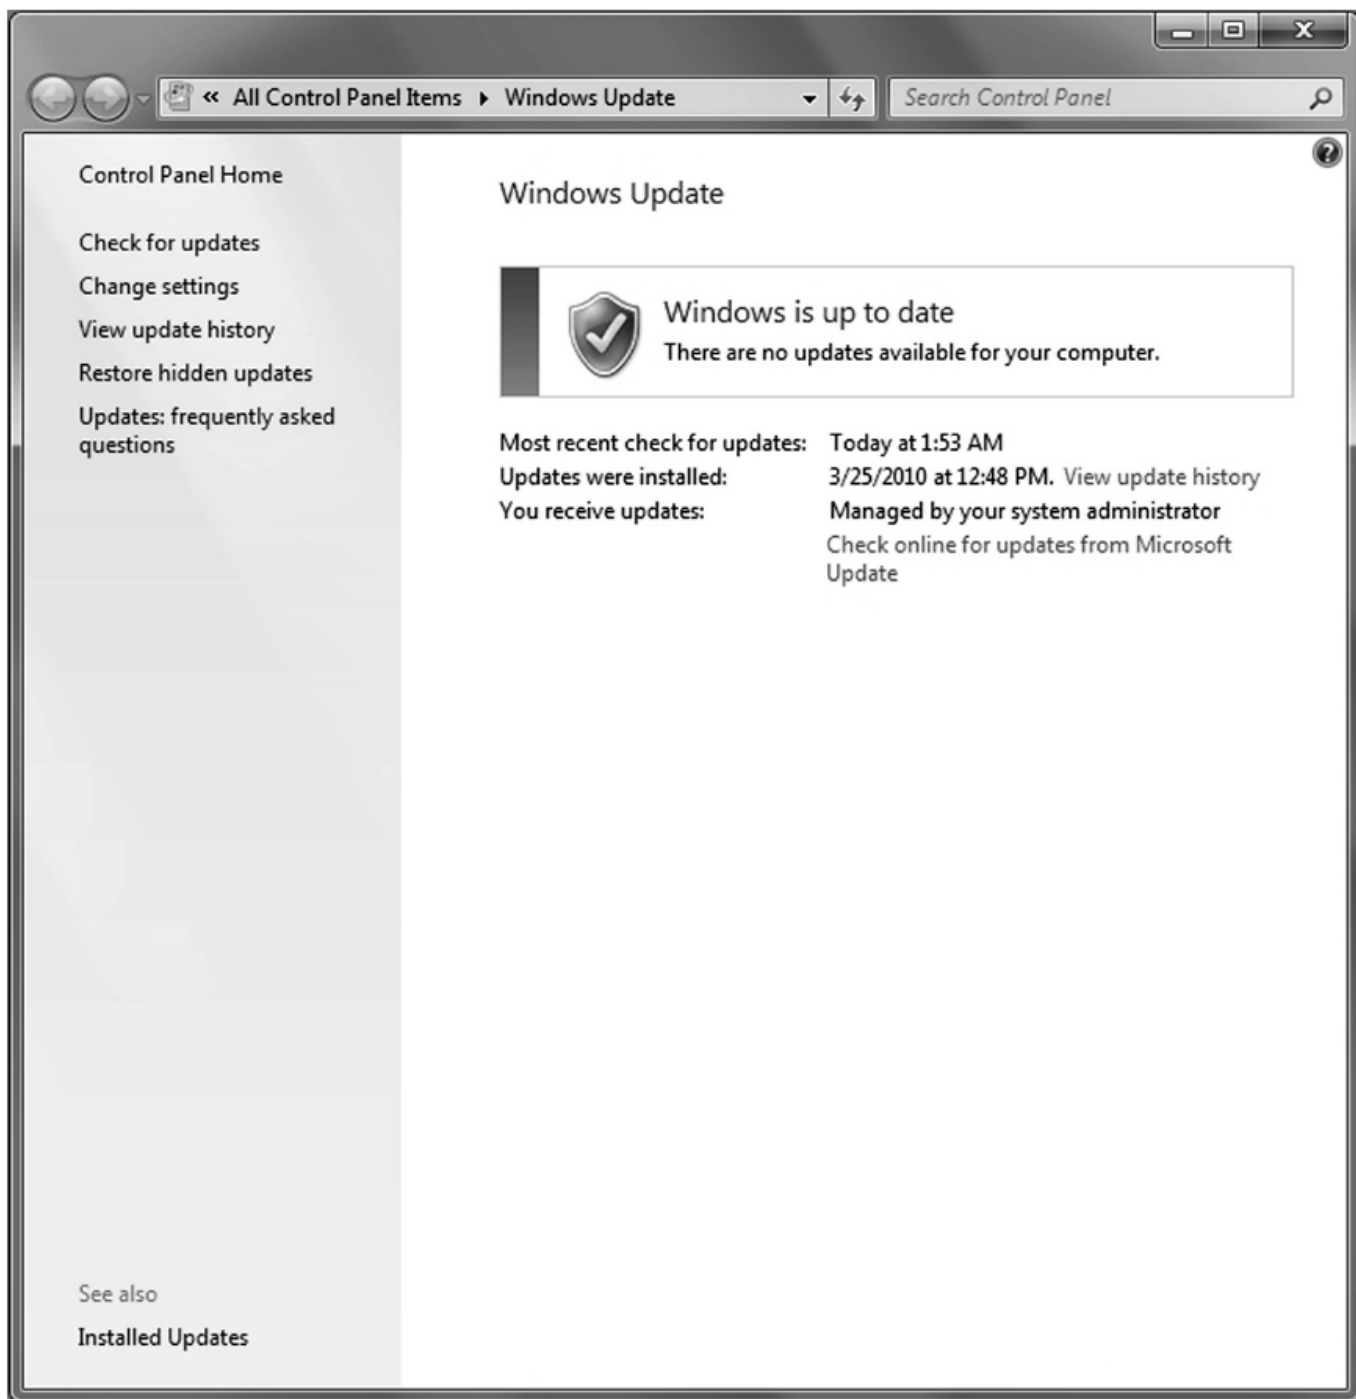 « All Control Panel Items ▸ Windows Update
Search Control Panel
Control Panel Home
Check for updates
Change settings
View update history
Restore hidden updates
Updates: frequently asked
questions
See also
Installed Updates
Windows Update
Windows is up to date
There are no updates available for your computer.
Most recent check for updates: Today at 1:53 AM
Updates were installed: 3/25/2010 at 12:48 PM. View update history
You receive updates: Managed by your system administrator
Check online for updates from Microsoft
Update